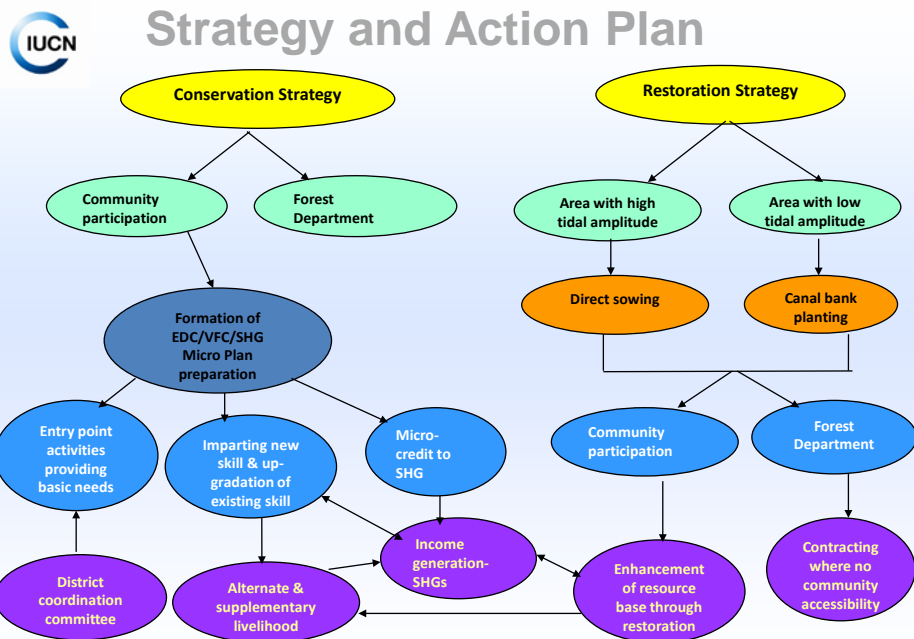 IUCN
Strategy and Action Plan
Conservation Strategy
Restoration Strategy
Community
participation
Forest
Department
Area with high
tidal amplitude
Area with low
tidal amplitude
Direct sowing
Canal bank
planting
Formation of
EDC/VFC/SHG
Micro Plan
preparation
Entry point
activities
providing
basic needs
Imparting new
skill & up-
gradation of
existing skill
Micro-
credit to
SHG
Community
participation
Forest
Department
District
coordination
committee
Alternate &
supplementary
livelihood
Income
generation-
SHGs
Enhancement
of resource
base through
restoration
Contracting
where no
community
accessibility